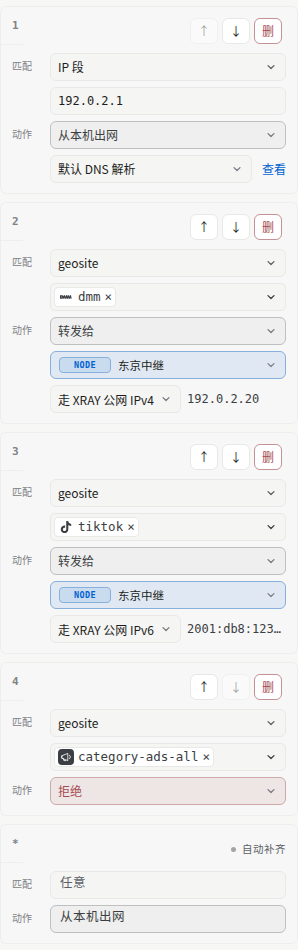 1 ↑ ↓ 删
匹配 IP 段
192.0.2.1
动作 从本机出网
默认 DNS 解析 查看
2 ↑ ↓ 删
匹配 geosite
dmm ×
动作 转发给
NODE 东京中继
走 XRAY 公网 IPv4 192.0.2.20
3 ↑ ↓ 删
匹配 geosite
tiktok ×
动作 转发给
NODE 东京中继
走 XRAY 公网 IPv6 2001:db8:123…
4 ↑ ↓ 删
匹配 geosite
category-ads-all ×
动作 拒绝
* 自动补齐
匹配 任意
动作 从本机出网